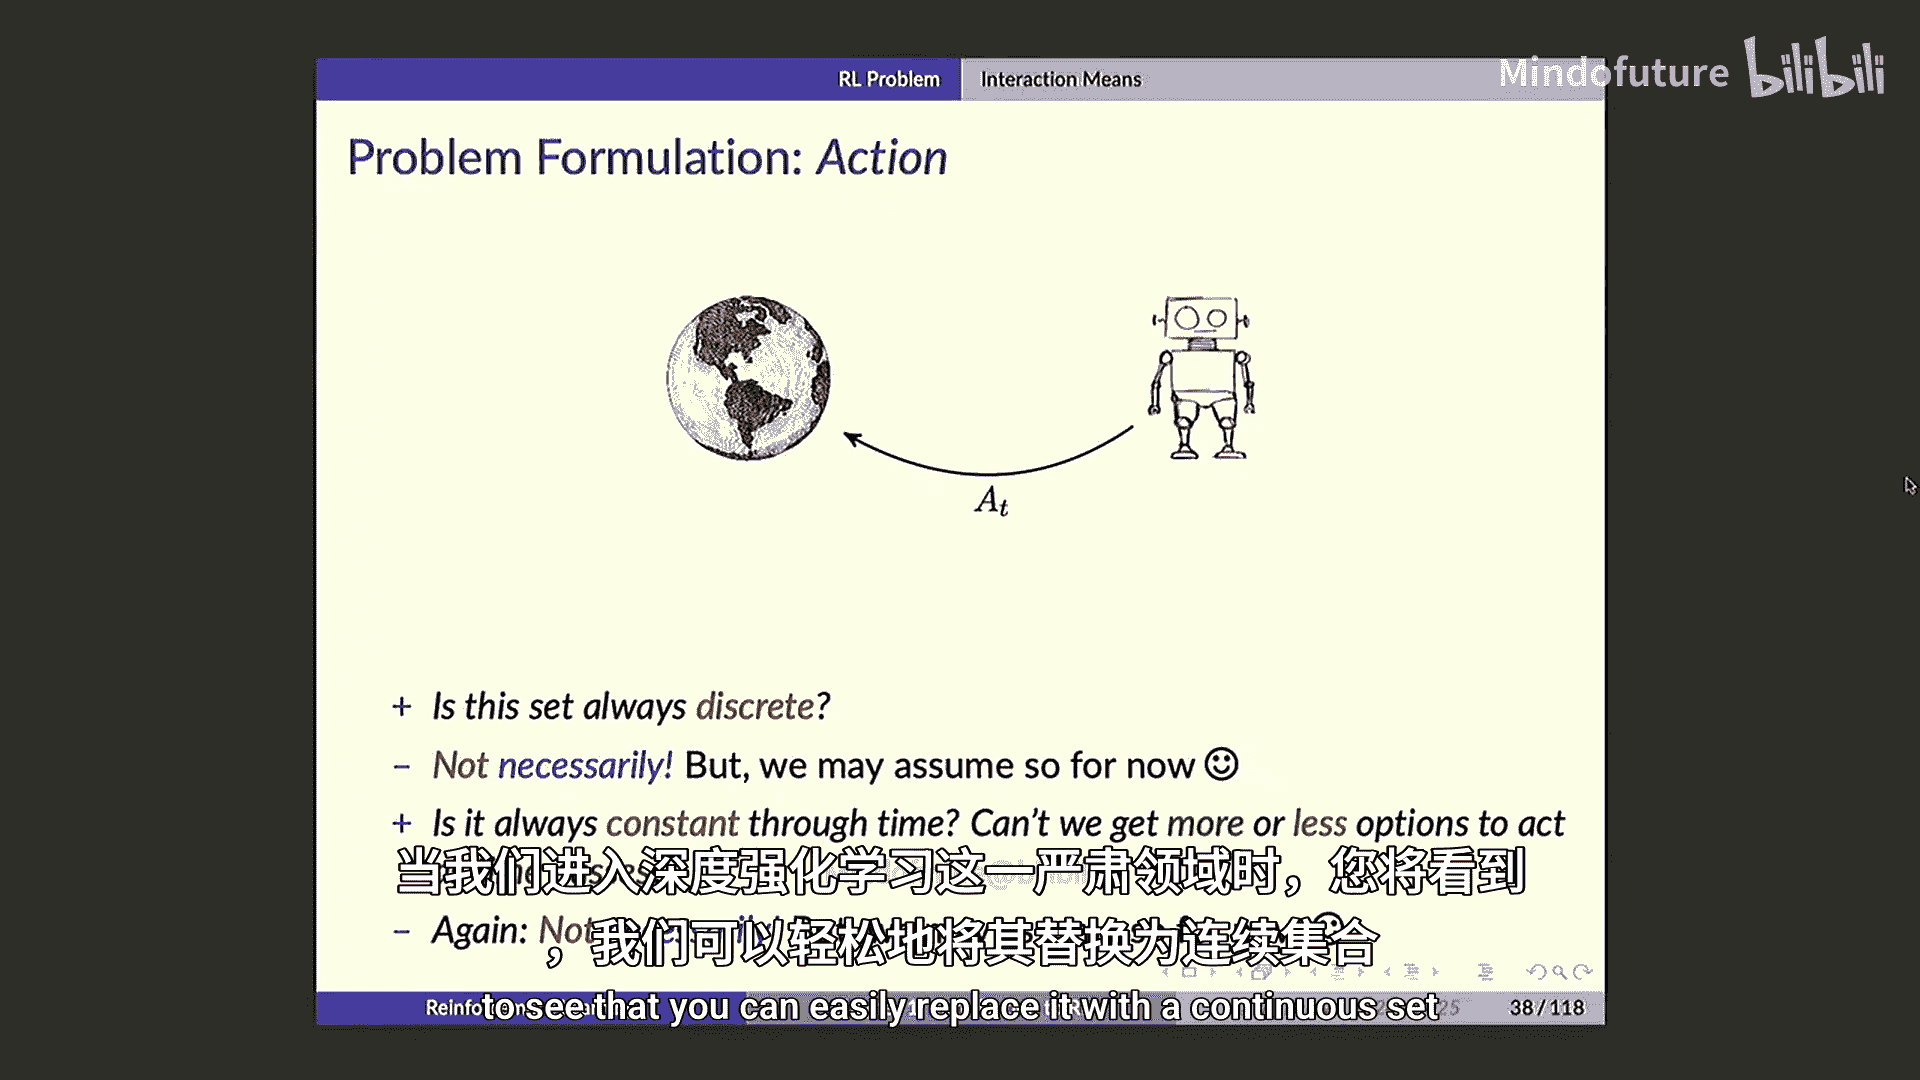 Mindofuture bilibili
RL Problem Interaction Means
Problem Formulation: Action
A_t
+ Is this set always discrete?
− Not necessarily! But, we may assume so for now ☺
+ Is it always constant through time? Can't we get more or less options to act
当我们进入深度强化学习这一严肃领域时，您将看到
− Again: Not
，我们可以轻松地将其替换为连续集合
to see that you can easily replace it with a continuous set
38 / 118